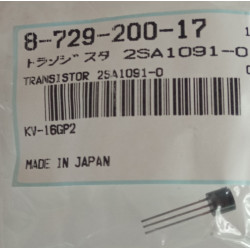 8-729-200-17
トランジスタ 2SA1091-O
TRANSISTOR 2SA1091-O
KV-16GP2
MADE IN JAPAN